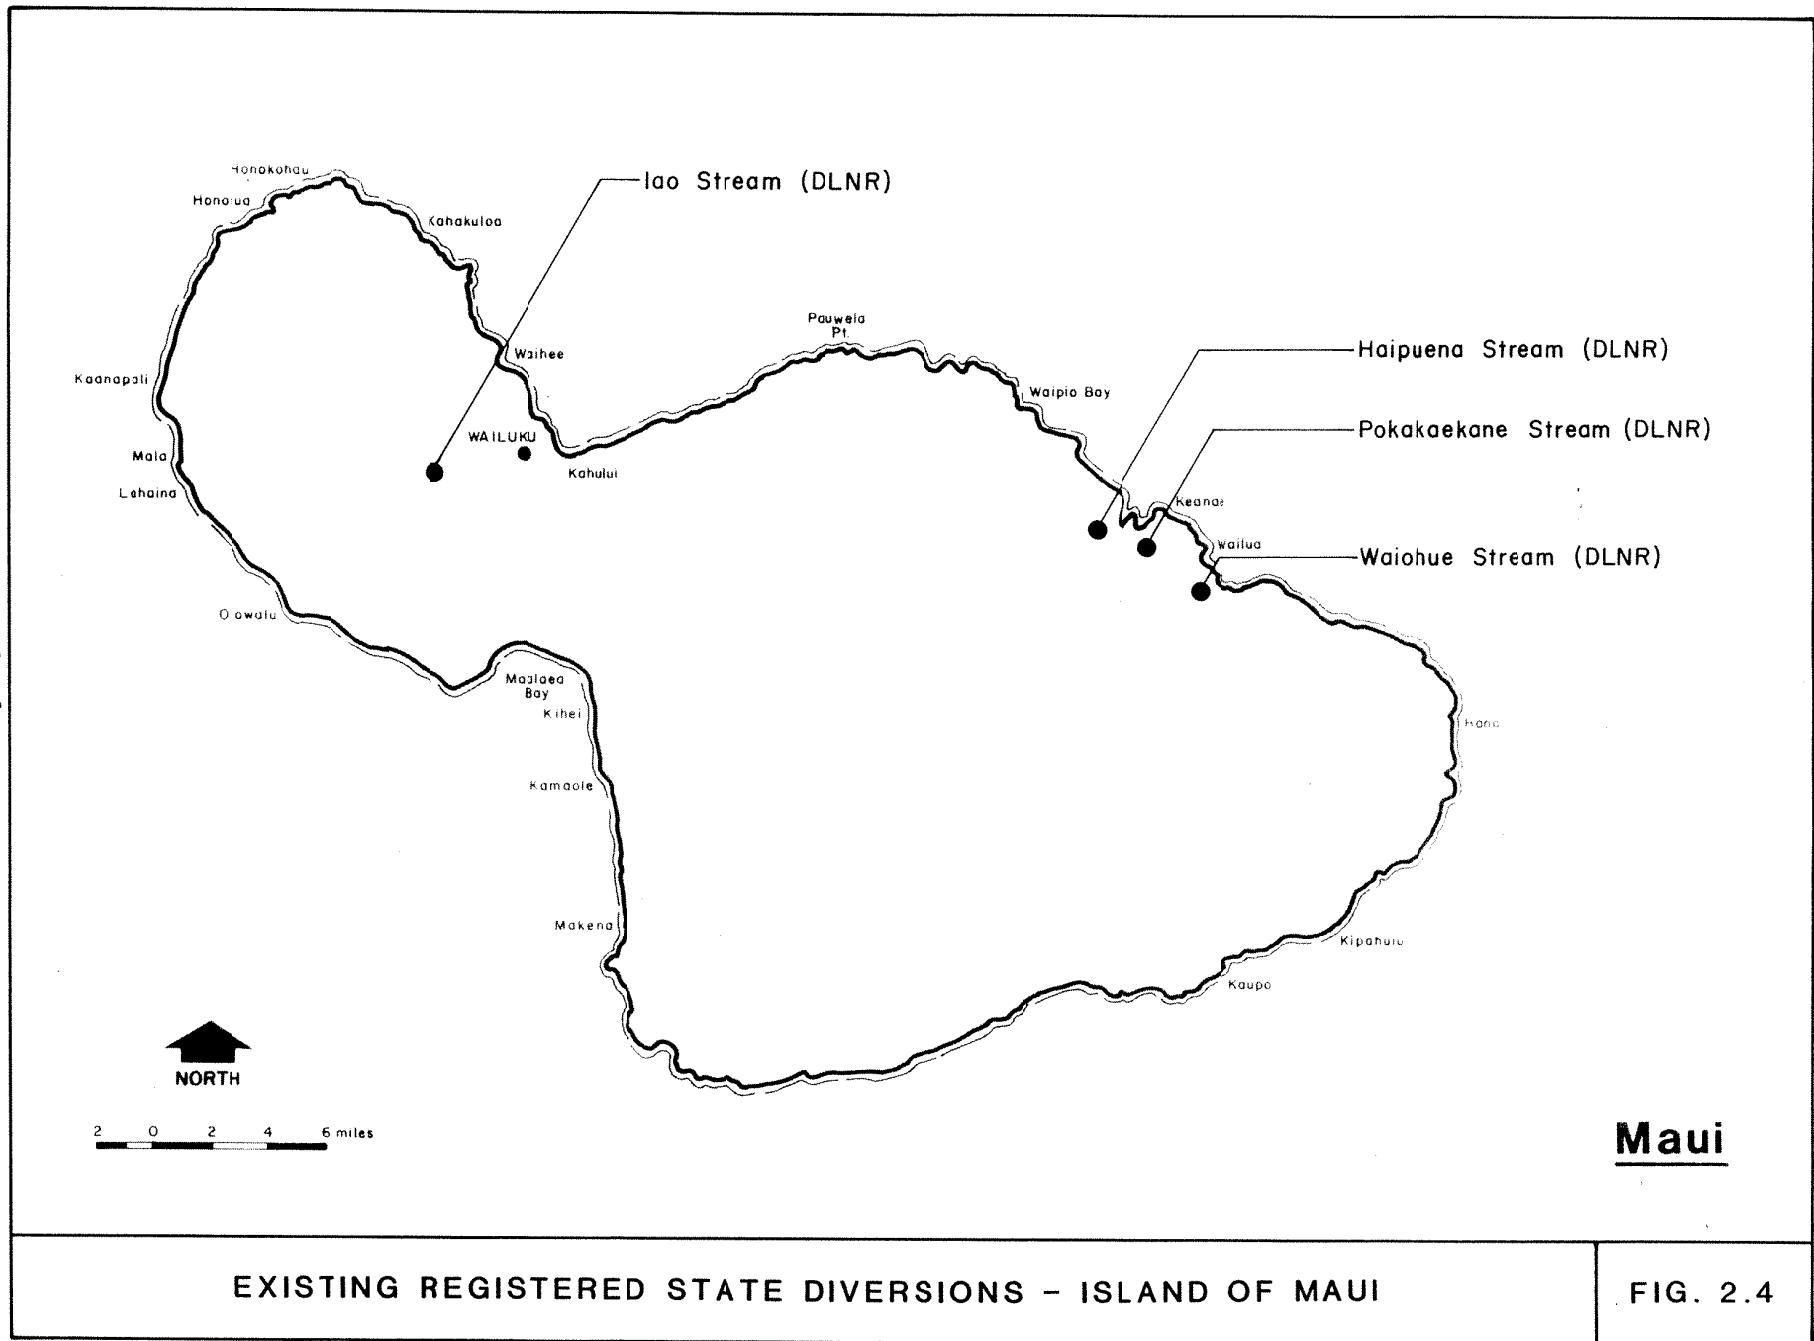 Honokohau
Iao Stream (DLNR)
Kahakuloa
Pauwela
Pt.
Haipuena Stream (DLNR)
Waihee
Kaanapali
Waipio Bay
Pokakaekane Stream (DLNR)
WAILUKU
Mala
Kahului
Lahaina
Keanae
Wailua
Waiohue Stream (DLNR)
Maalaea
Bay
Kihei
Hana
Kamaole
Makena
Kipahulu
Kaupo
NORTH
2 0 2 4 6 miles
Maui
EXISTING REGISTERED STATE DIVERSIONS – ISLAND OF MAUI
FIG. 2.4